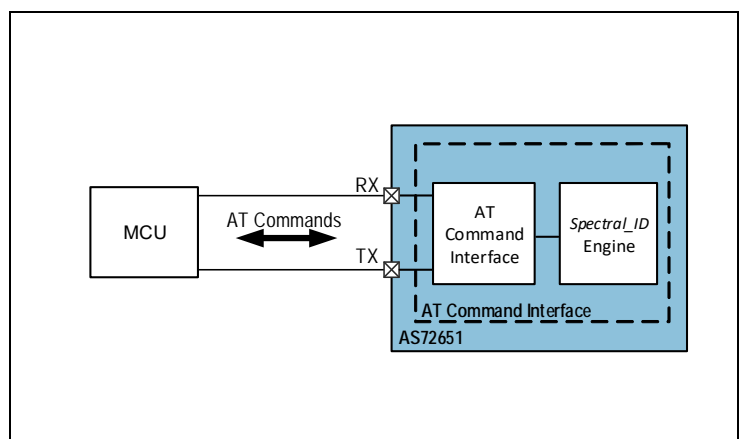 RX
AT Commands
MCU
TX
AT
Command
Interface
Spectral_ID
Engine
AT Command Interface
AS72651